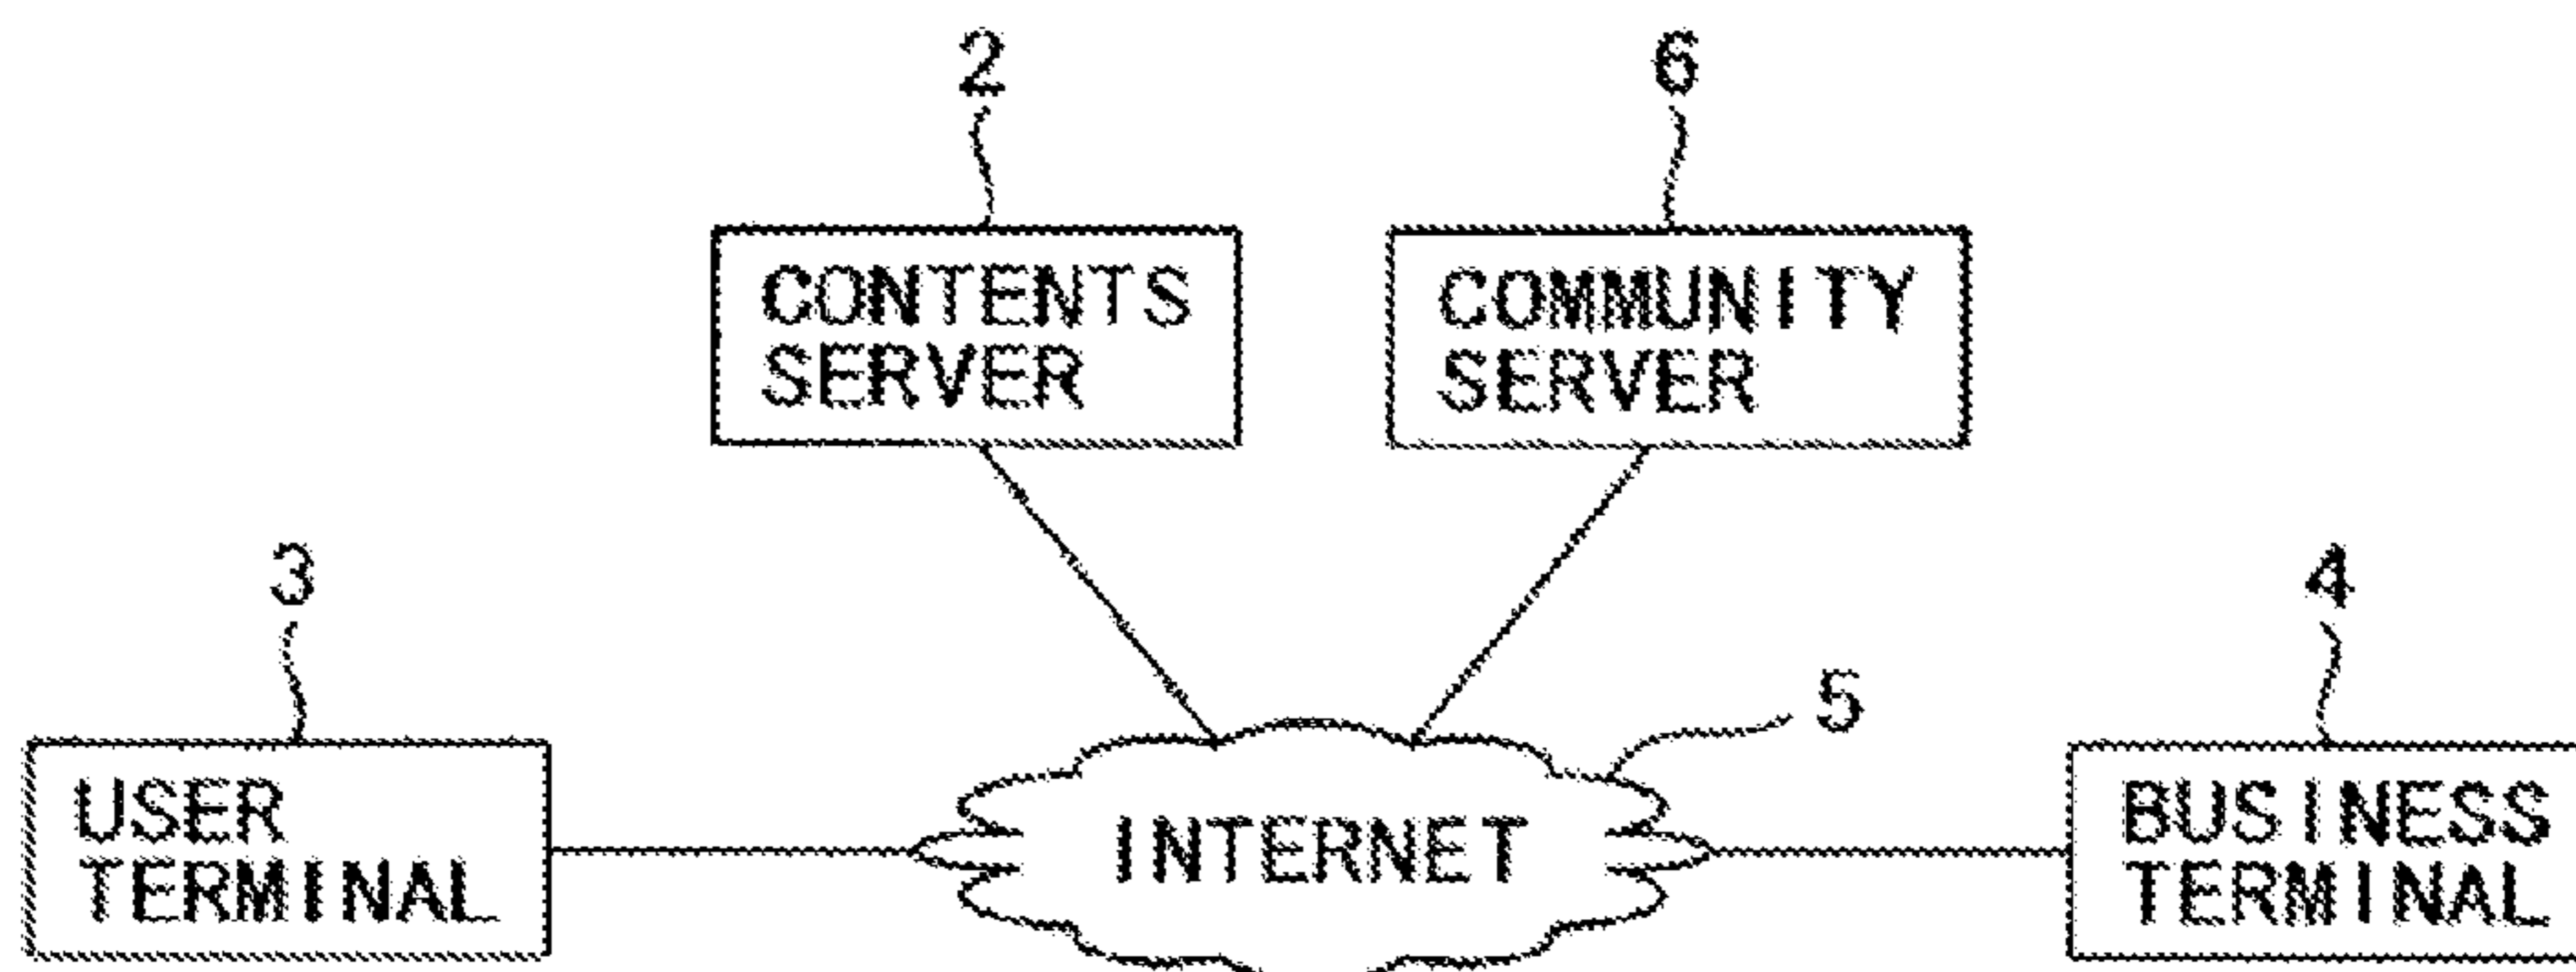 2
6
CONTENTS
SERVER
COMMUNITY
SERVER
3
4
5
USER
TERMINAL
INTERNET
BUSINESS
TERMINAL